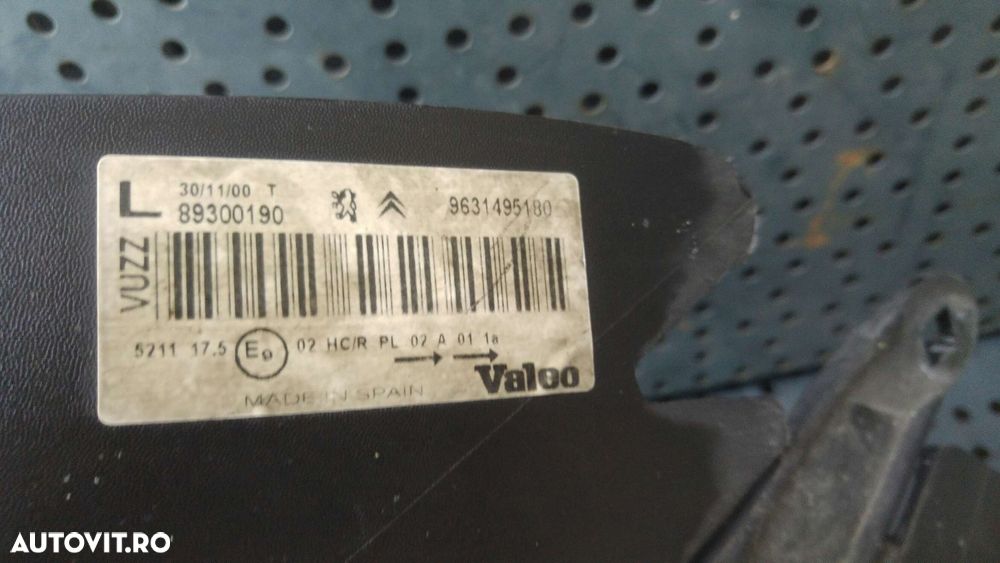 L
30/11/00 T
89300190
9631495180
VUZZ
5211 17.5 E9 02 HC/R PL 02 A 01 1a
Valeo
MADE IN SPAIN
AUTOVIT.RO